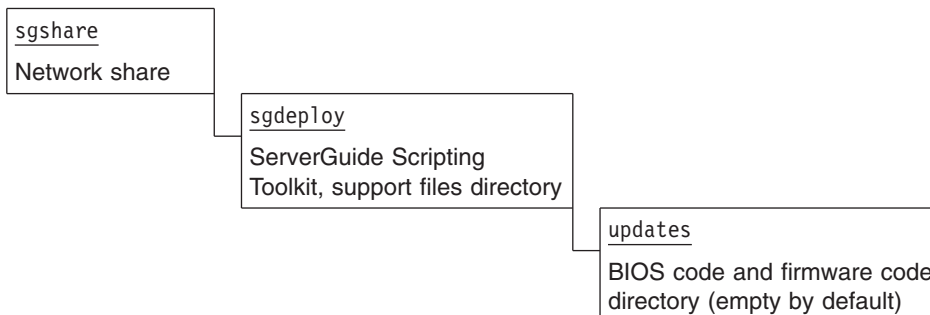 sgshare
Network share
sgdeploy
ServerGuide Scripting
Toolkit, support files directory
updates
BIOS code and firmware code
directory (empty by default)